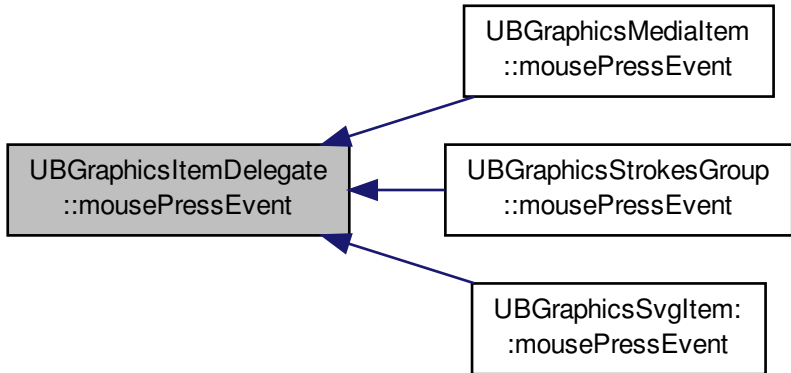 UBGraphicsMediaItem
::mousePressEvent
UBGraphicsItemDelegate
::mousePressEvent
UBGraphicsStrokesGroup
::mousePressEvent
UBGraphicsSvgItem:
:mousePressEvent